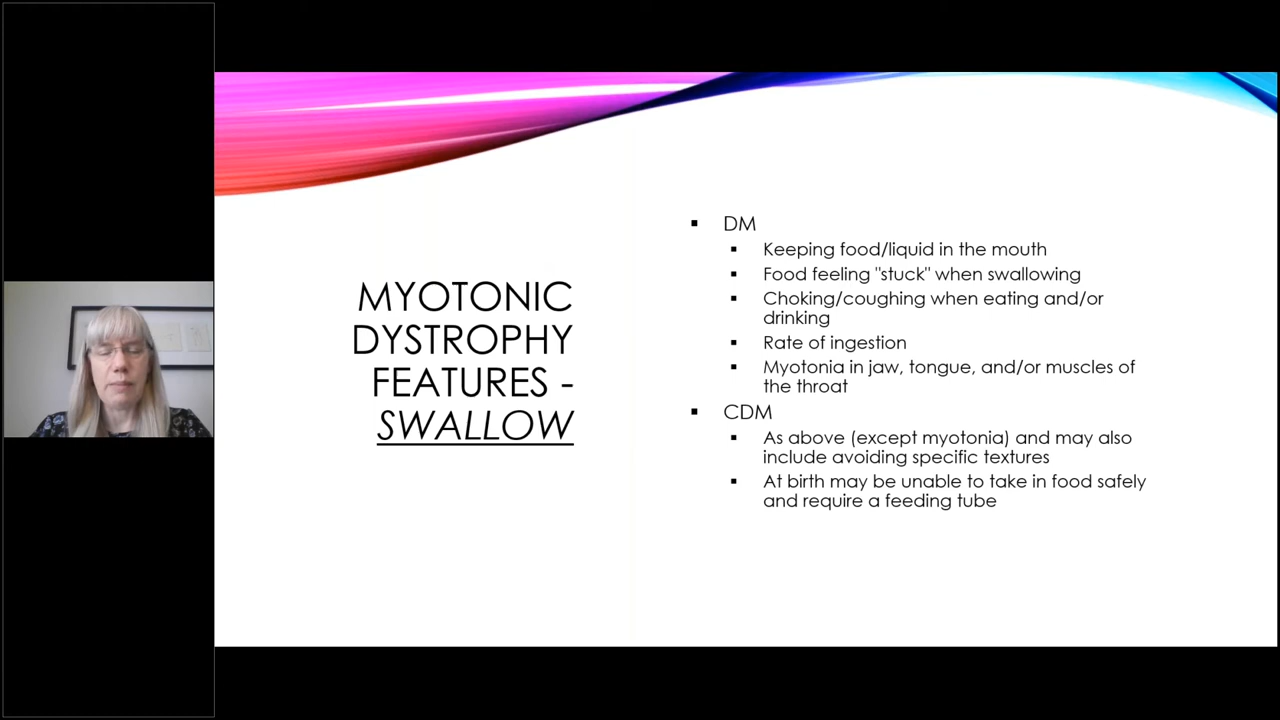 MYOTONIC
DYSTROPHY
FEATURES -
SWALLOW
▪ DM
▪ Keeping food/liquid in the mouth
▪ Food feeling "stuck" when swallowing
▪ Choking/coughing when eating and/or
drinking
▪ Rate of ingestion
▪ Myotonia in jaw, tongue, and/or muscles of
the throat
▪ CDM
▪ As above (except myotonia) and may also
include avoiding specific textures
▪ At birth may be unable to take in food safely
and require a feeding tube